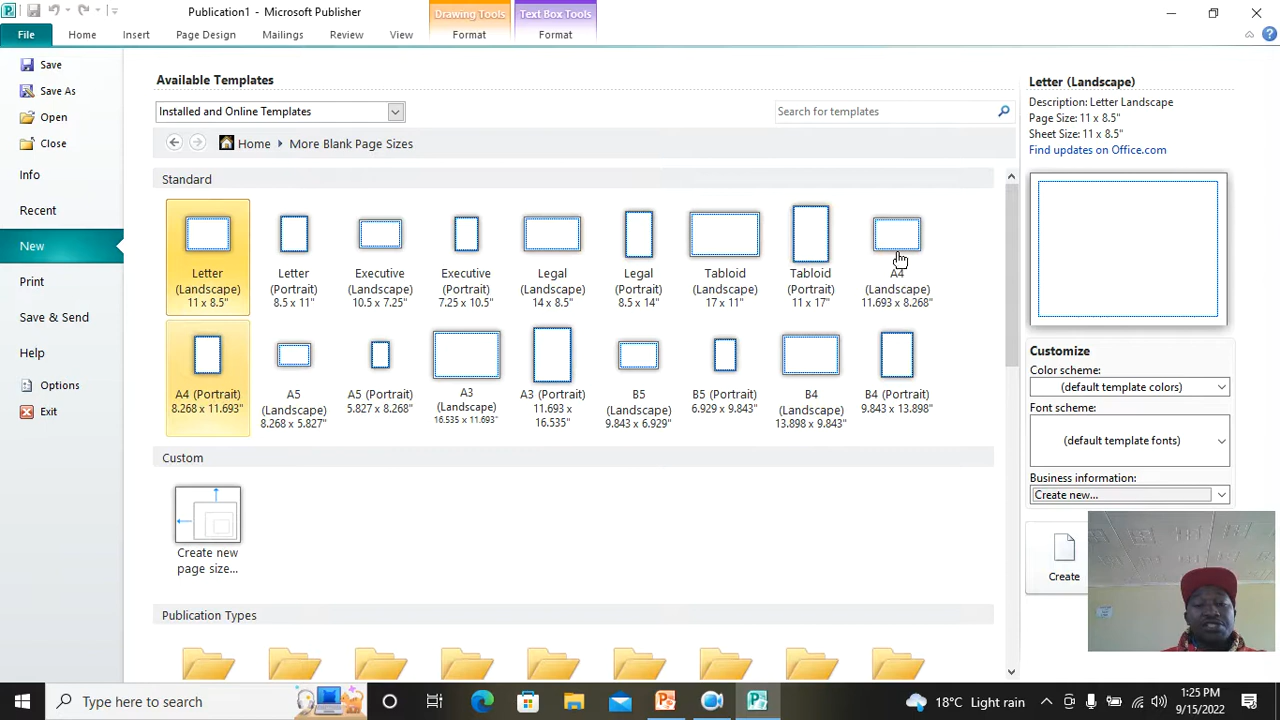 Publication1 - Microsoft Publisher
Drawing Tools
Text Box Tools
File
Home
Insert
Page Design
Mailings
Review
View
Format
Format
Save
Save As
Open
Close
Info
Recent
New
Print
Save & Send
Help
Options
Exit
Available Templates
Installed and Online Templates
Search for templates
Home
More Blank Page Sizes
Standard
Letter
(Landscape)
11 x 8.5"
Letter
(Portrait)
8.5 x 11"
Executive
(Landscape)
10.5 x 7.25"
Executive
(Portrait)
7.25 x 10.5"
Legal
(Landscape)
14 x 8.5"
Legal
(Portrait)
8.5 x 14"
Tabloid
(Landscape)
17 x 11"
Tabloid
(Portrait)
11 x 17"
A4
(Landscape)
11.693 x 8.268"
A4 (Portrait)
8.268 x 11.693"
A5
(Landscape)
8.268 x 5.827"
A5 (Portrait)
5.827 x 8.268"
A3
(Landscape)
16.535 x 11.693"
A3 (Portrait)
11.693 x
16.535"
B5
(Landscape)
9.843 x 6.929"
B5 (Portrait)
6.929 x 9.843"
B4
(Landscape)
13.898 x 9.843"
B4 (Portrait)
9.843 x 13.898"
Custom
Create new
page size...
Publication Types
Letter (Landscape)
Description: Letter Landscape
Page Size: 11 x 8.5"
Sheet Size: 11 x 8.5"
Find updates on Office.com
Customize
Color scheme:
(default template colors)
Font scheme:
(default template fonts)
Business information:
Create new...
Create
Type here to search
18°C Light rain
1:25 PM
9/15/2022